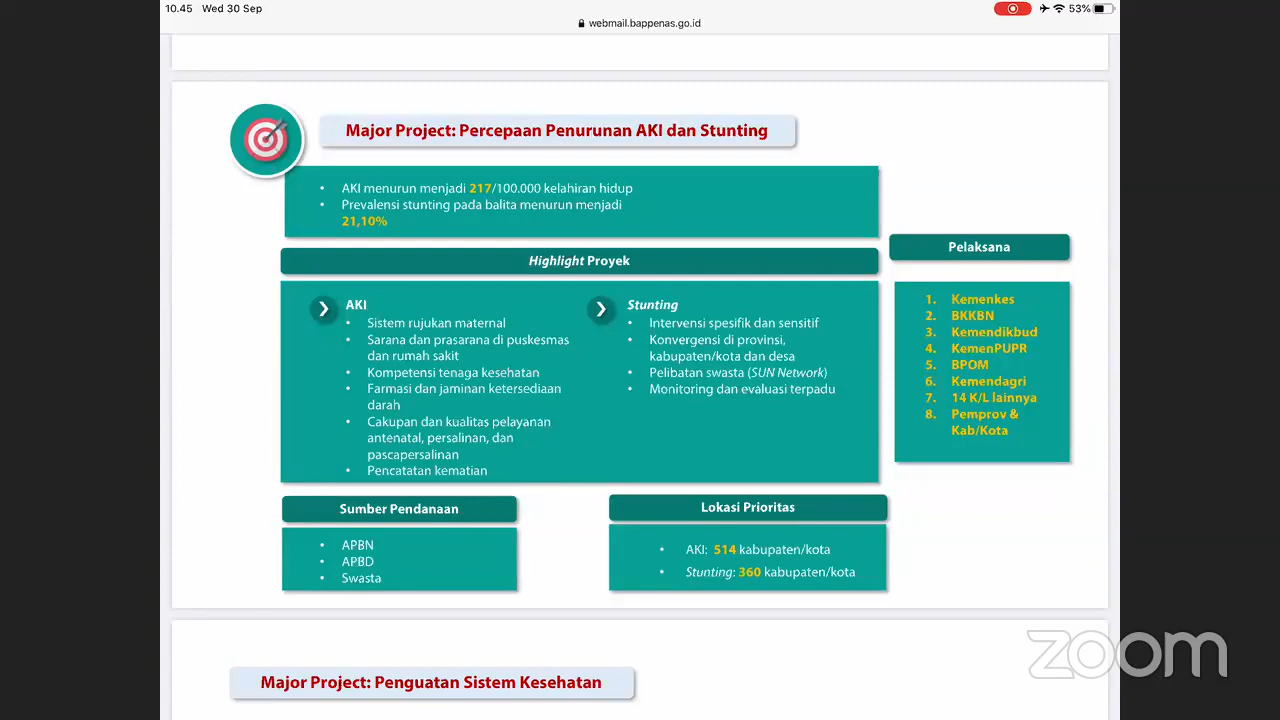 10.45 Wed 30 Sep
53%
webmail.bappenas.go.id
Major Project: Percepaan Penurunan AKI dan Stunting
• AKI menurun menjadi 217/100.000 kelahiran hidup
• Prevalensi stunting pada balita menurun menjadi
21,10%
Highlight Proyek
AKI
• Sistem rujukan maternal
• Sarana dan prasarana di puskesmas
dan rumah sakit
• Kompetensi tenaga kesehatan
• Farmasi dan jaminan ketersediaan
darah
• Cakupan dan kualitas pelayanan
antenatal, persalinan, dan
pascapersalinan
• Pencatatan kematian
Stunting
• Intervensi spesifik dan sensitif
• Konvergensi di provinsi,
kabupaten/kota dan desa
• Pelibatan swasta (SUN Network)
• Monitoring dan evaluasi terpadu
Pelaksana
1. Kemenkes
2. BKKBN
3. Kemendikbud
4. KemenPUPR
5. BPOM
6. Kemendagri
7. 14 K/L lainnya
8. Pemprov &
Kab/Kota
Sumber Pendanaan
• APBN
• APBD
• Swasta
Lokasi Prioritas
• AKI: 514 kabupaten/kota
• Stunting: 360 kabupaten/kota
Major Project: Penguatan Sistem Kesehatan
zoom